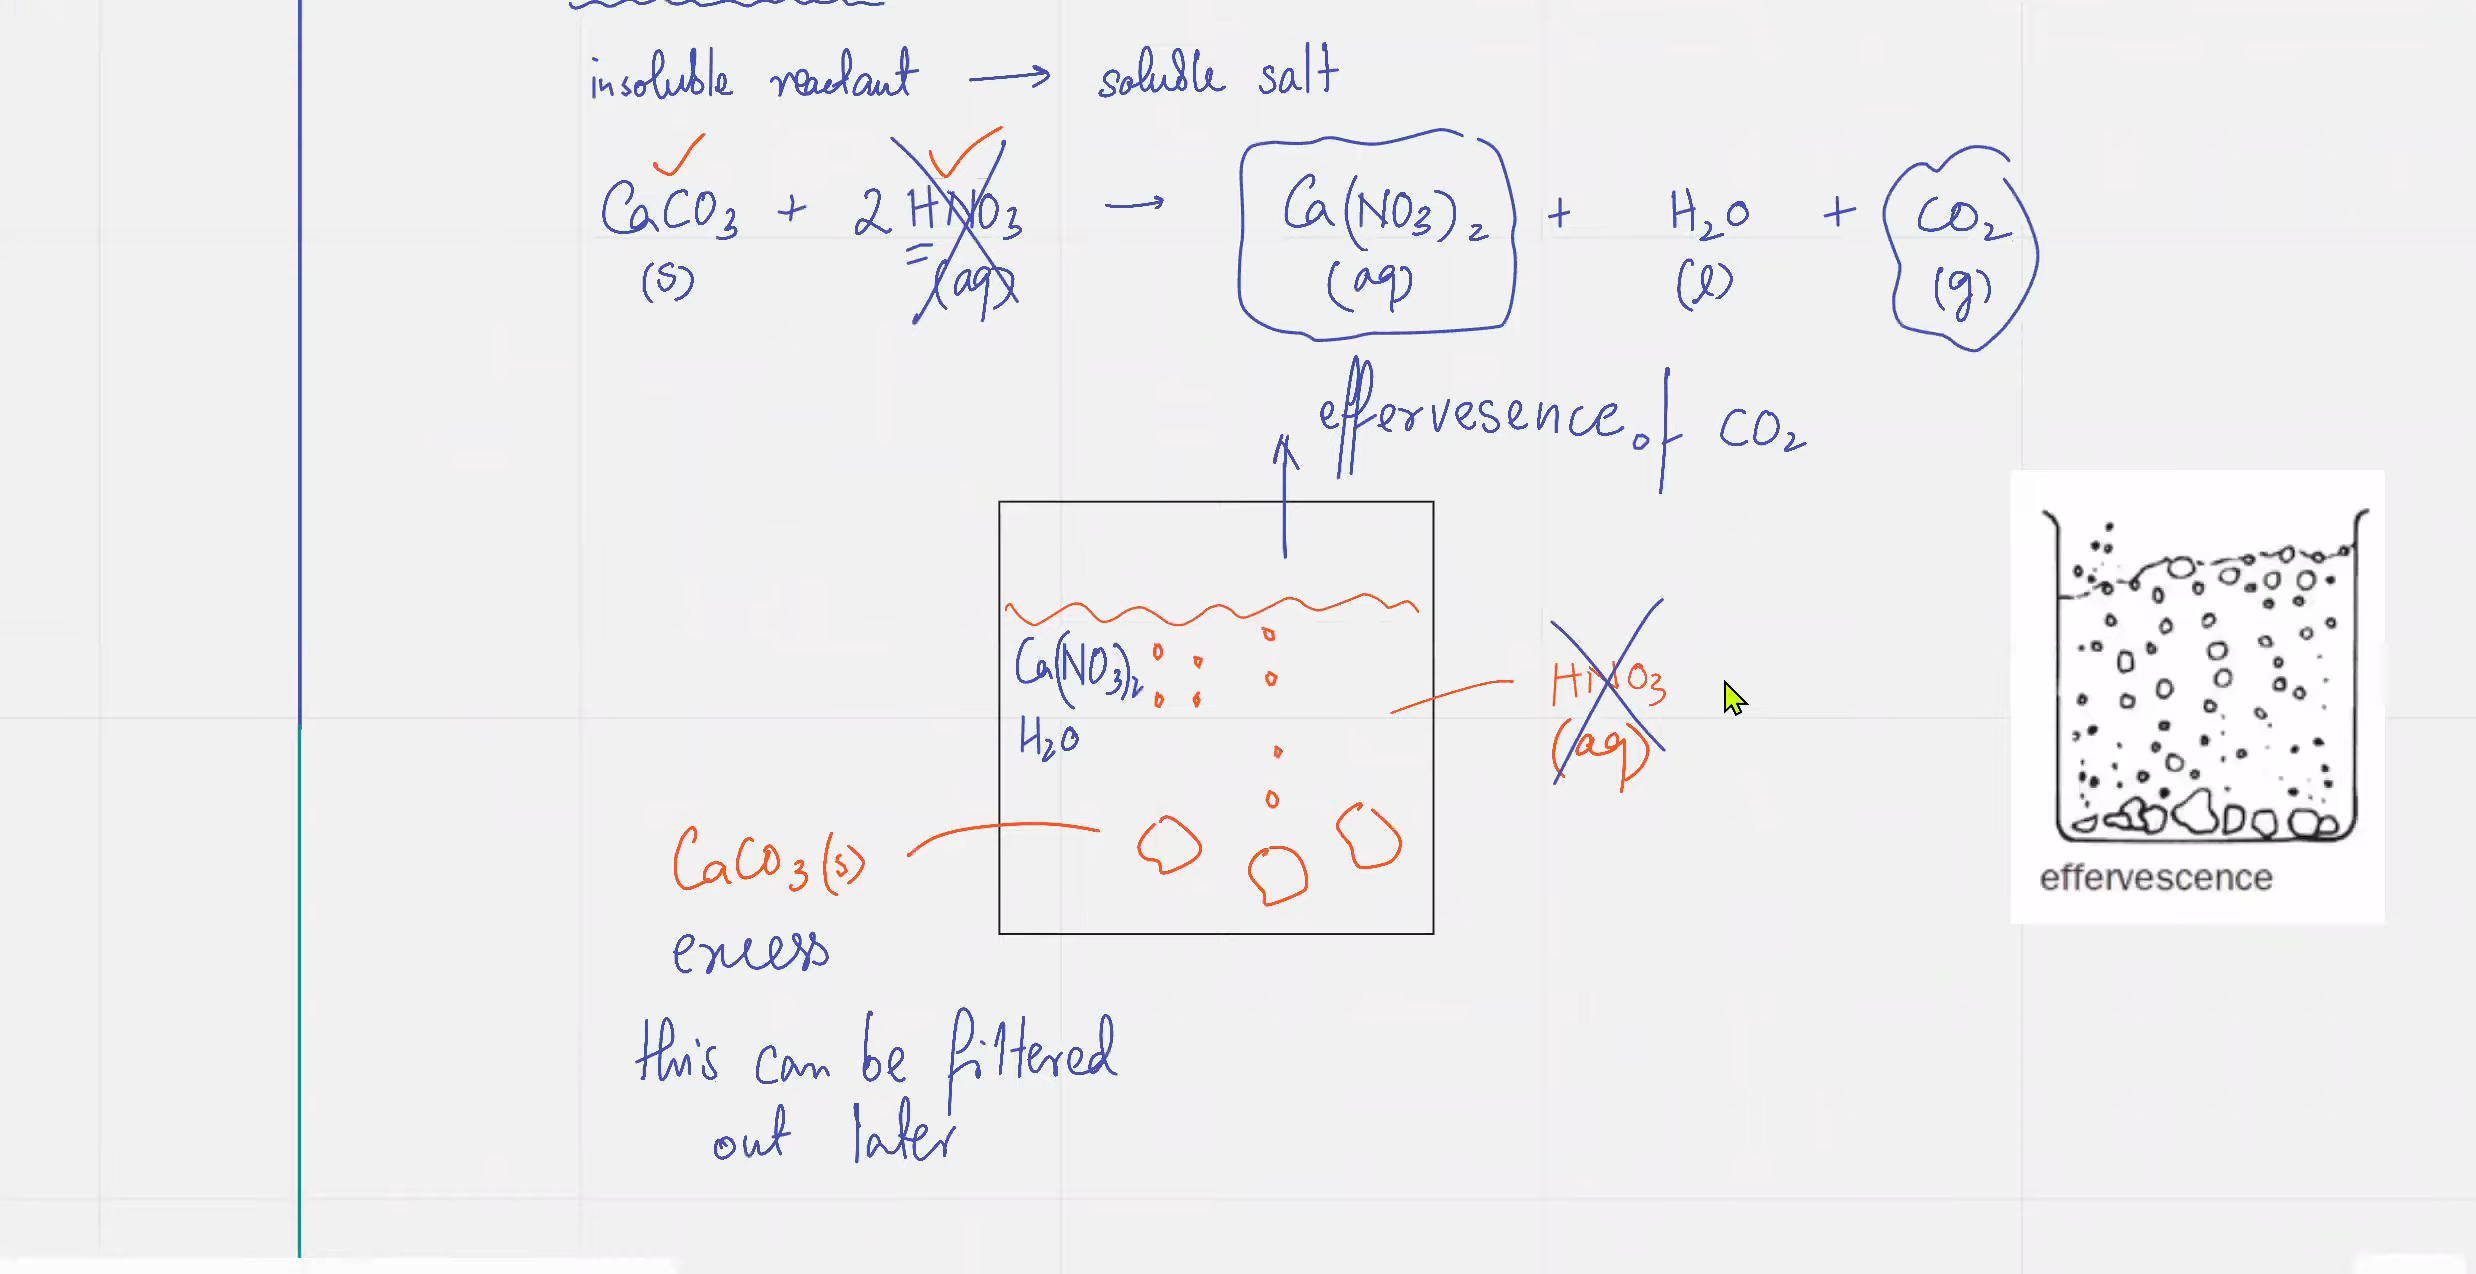 insoluble reactant → soluble salt
CaCO₃ + 2 HNO₃ → Ca(NO₃)₂ + H₂O + CO₂
(s) (aq) (aq) (l) (g)
effervesence of CO₂
Ca(NO₃)₂
H₂O
HNO₃
(aq)
CaCO₃(s)
excess
this can be filtered
out later
effervescence